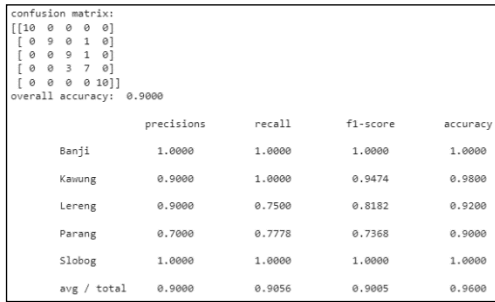 confusion matrix:
[[10 0 0 0 0]
[ 0 9 0 1 0]
[ 0 0 9 1 0]
[ 0 0 3 7 0]
[ 0 0 0 0 10]]
overall accuracy: 0.9000
precisions recall f1-score accuracy
Banji 1.0000 1.0000 1.0000 1.0000
Kawung 0.9000 1.0000 0.9474 0.9800
Lereng 0.9000 0.7500 0.8182 0.9200
Parang 0.7000 0.7778 0.7368 0.9000
Slobog 1.0000 1.0000 1.0000 1.0000
avg / total 0.9000 0.9056 0.9005 0.9600